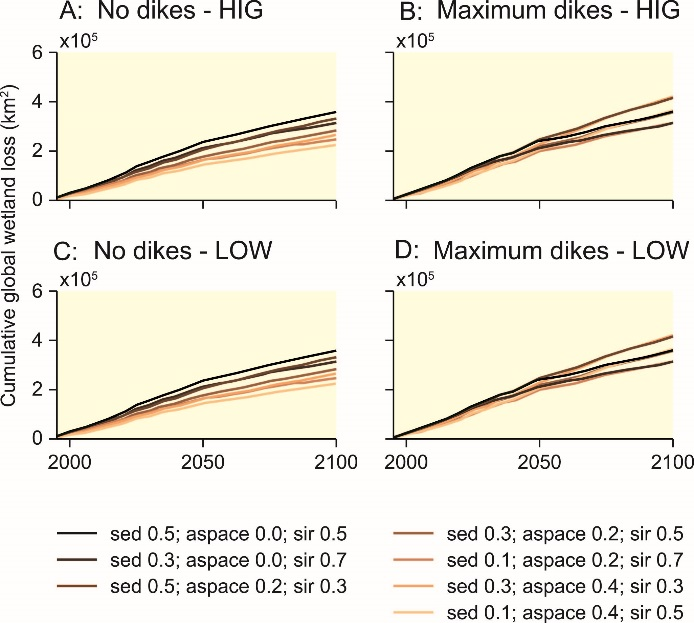 A: No dikes - HIG
B: Maximum dikes - HIG
x10⁵
x10⁵
6
4
2
0
Cumulative global wetland loss (km²)
C: No dikes - LOW
D: Maximum dikes - LOW
x10⁵
x10⁵
6
4
2
0
2000 2050 2100
2000 2050 2100
sed 0.5; aspace 0.0; sir 0.5
sed 0.3; aspace 0.0; sir 0.7
sed 0.5; aspace 0.2; sir 0.3
sed 0.3; aspace 0.2; sir 0.5
sed 0.1; aspace 0.2; sir 0.7
sed 0.3; aspace 0.4; sir 0.3
sed 0.1; aspace 0.4; sir 0.5